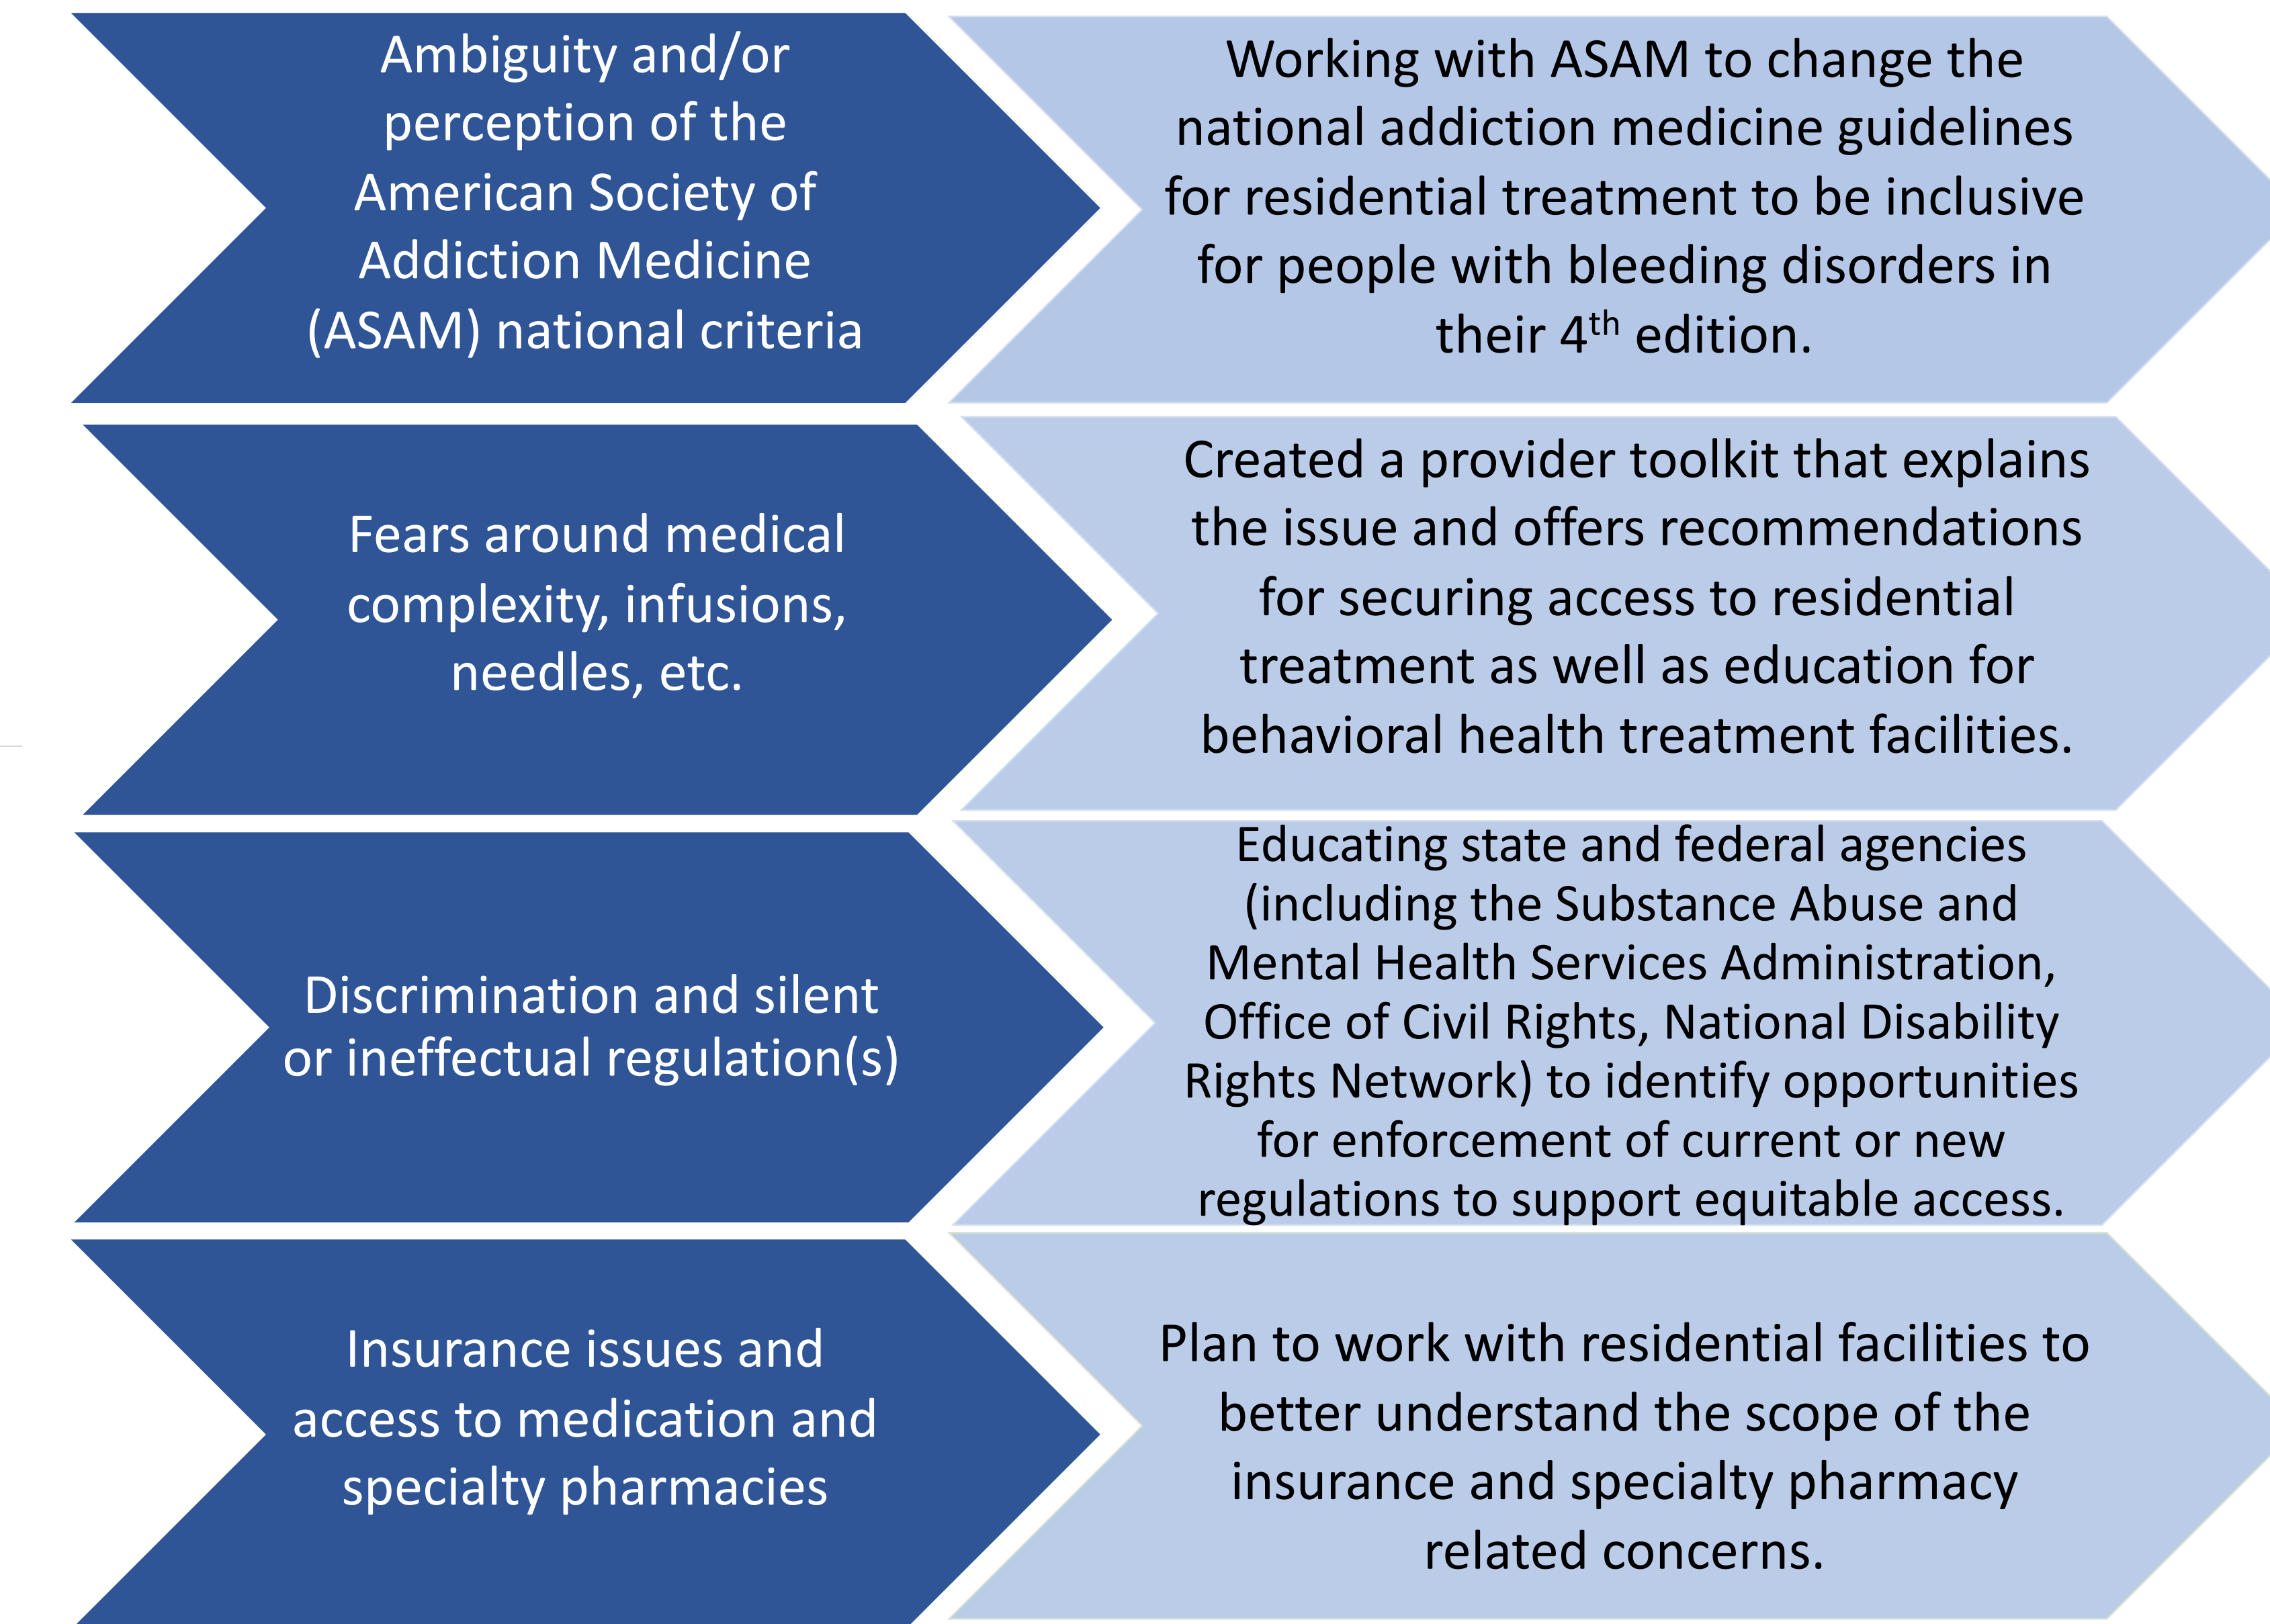 Ambiguity and/or
perception of the
American Society of
Addiction Medicine
(ASAM) national criteria
Working with ASAM to change the
national addiction medicine guidelines
for residential treatment to be inclusive
for people with bleeding disorders in
their 4th edition.
Fears around medical
complexity, infusions,
needles, etc.
Created a provider toolkit that explains
the issue and offers recommendations
for securing access to residential
treatment as well as education for
behavioral health treatment facilities.
Discrimination and silent
or ineffectual regulation(s)
Educating state and federal agencies
(including the Substance Abuse and
Mental Health Services Administration,
Office of Civil Rights, National Disability
Rights Network) to identify opportunities
for enforcement of current or new
regulations to support equitable access.
Insurance issues and
access to medication and
specialty pharmacies
Plan to work with residential facilities to
better understand the scope of the
insurance and specialty pharmacy
related concerns.